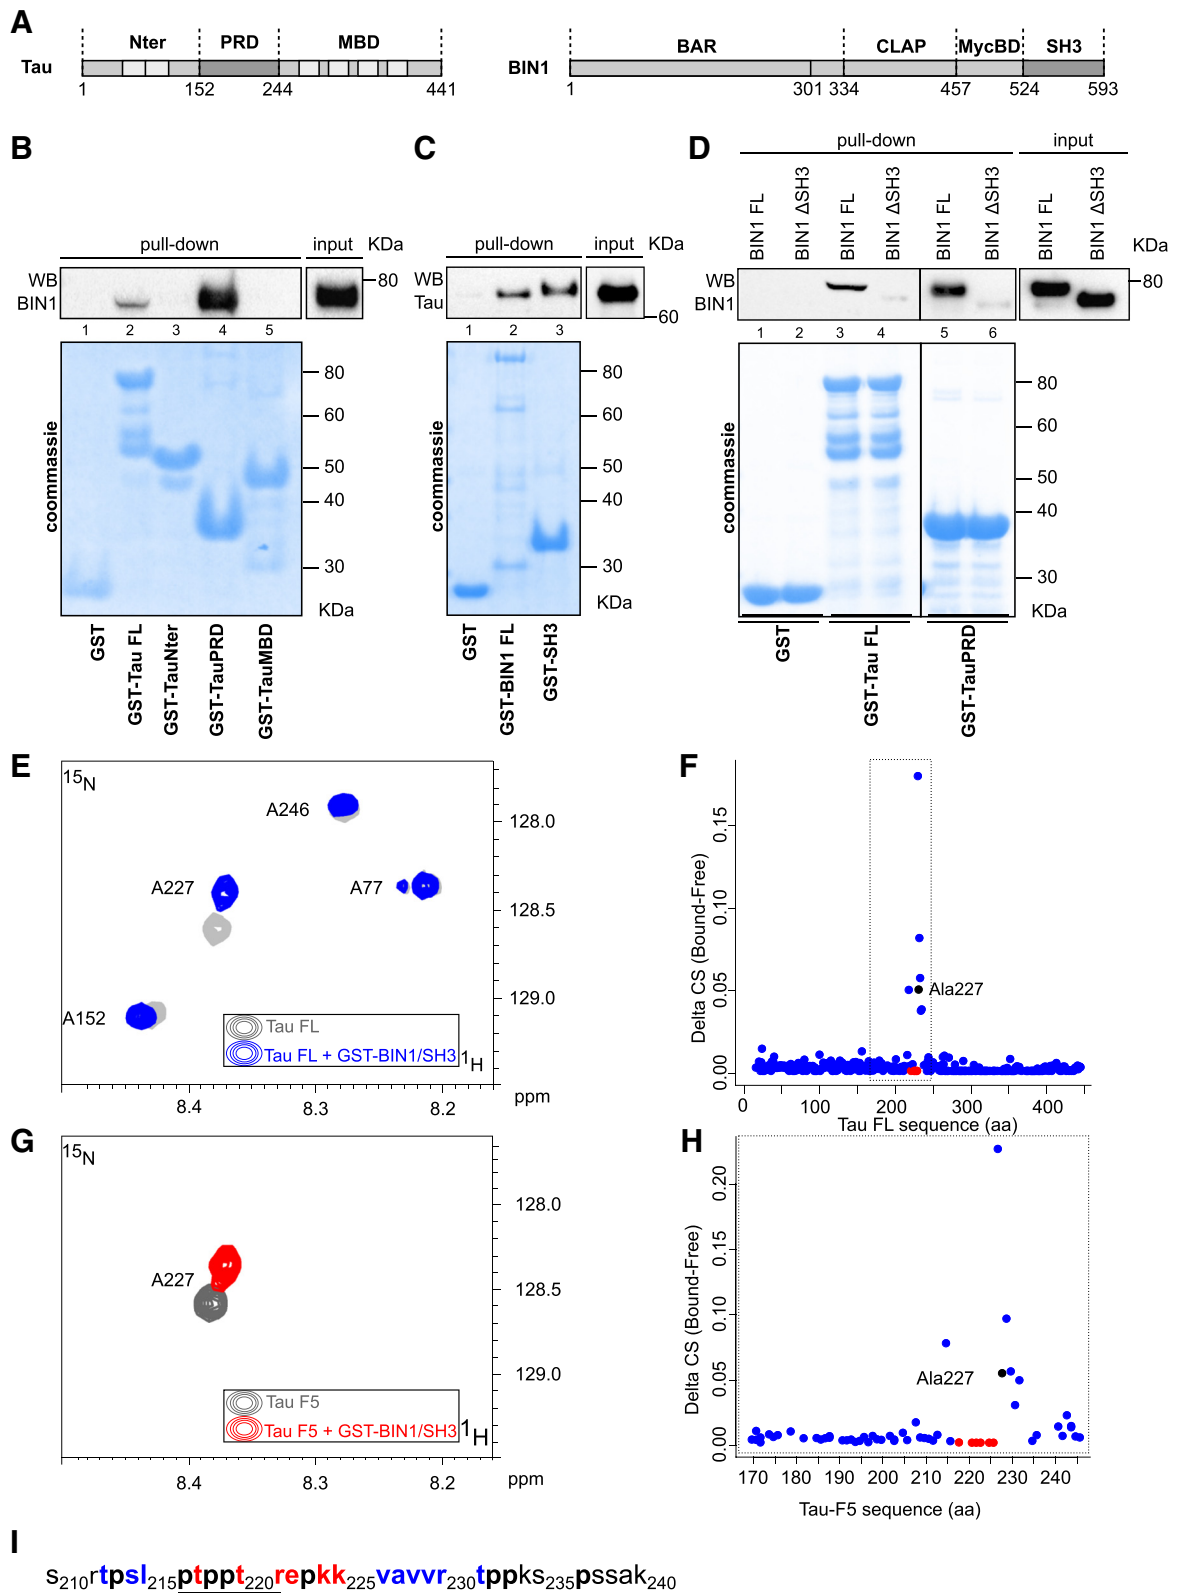 A
Nter PRD MBD
Tau
1 152 244 441
BAR CLAP MycBD SH3
BIN1
1 301 334 457 524 593
B
pull-down input KDa
WB BIN1
80
1 2 3 4 5
coommassie
80
60
50
40
30
KDa
GST
GST-Tau FL
GST-TauNter
GST-TauPRD
GST-TauMBD
C
pull-down input KDa
WB Tau
60
1 2 3
coommassie
80
60
50
40
30
KDa
GST
GST-BIN1 FL
GST-SH3
D
pull-down input
BIN1 FL
BIN1 ΔSH3
BIN1 FL
BIN1 ΔSH3
BIN1 FL
BIN1 ΔSH3
BIN1 FL
BIN1 ΔSH3
KDa
WB BIN1
80
1 2 3 4 5 6
coommassie
80
60
50
40
30
KDa
GST
GST-Tau FL
GST-TauPRD
E
15N
A246
A227
A77
A152
128.0
128.5
129.0
Tau FL
Tau FL + GST-BIN1/SH3
1H
8.4 8.3 8.2 ppm
F
Delta CS (Bound-Free)
0.15
0.10
0.05
0.00
Ala227
0 100 200 300 400
Tau FL sequence (aa)
G
15N
A227
128.0
128.5
129.0
Tau F5
Tau F5 + GST-BIN1/SH3
1H
8.4 8.3 8.2 ppm
H
Delta CS (Bound-Free)
0.20
0.15
0.10
0.05
0.00
Ala227
170 180 190 200 210 220 230 240
Tau-F5 sequence (aa)
I
s210rtpsl215ptppt220repkk225vavvr230tppks235pssak240